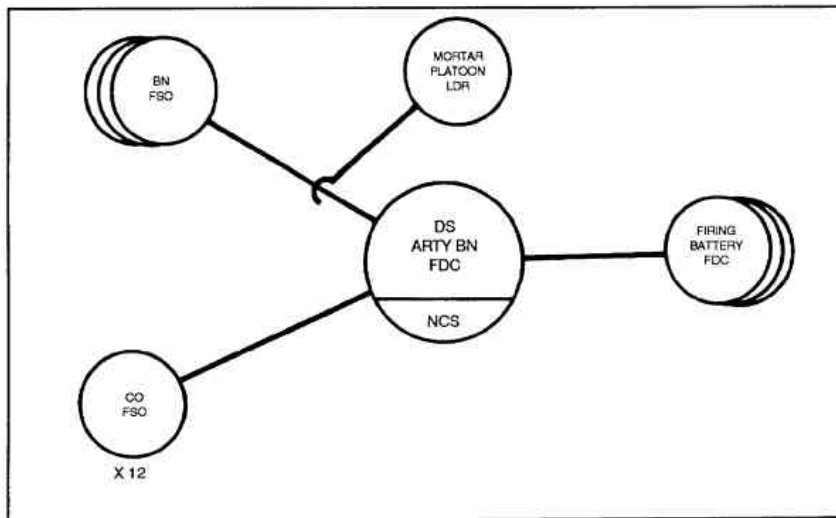 BN
FSO
MORTAR
PLATOON
LDR
DS
ARTY BN
FDC
NCS
FIRING
BATTERY
FDC
CO
FSO
X 12